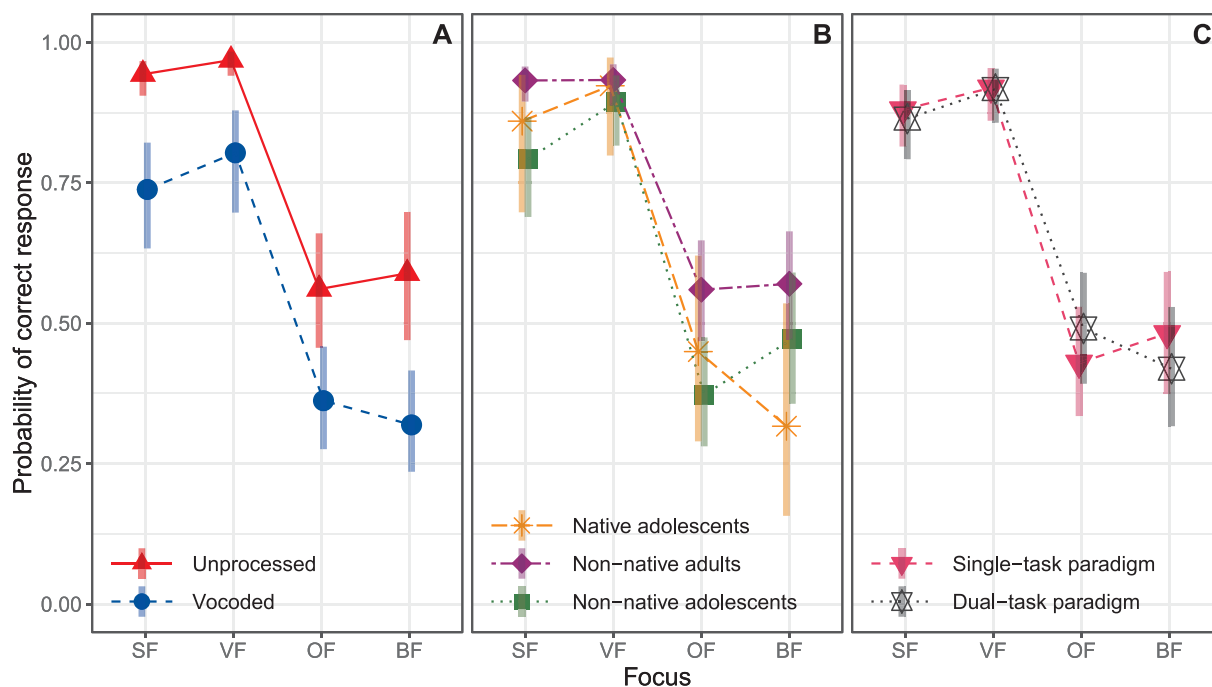 A
B
C
Probability of correct response
1.00
0.75
0.50
0.25
0.00
Unprocessed
Vocoded
Native adolescents
Non−native adults
Non−native adolescents
Single−task paradigm
Dual−task paradigm
SF VF OF BF
SF VF OF BF
SF VF OF BF
Focus